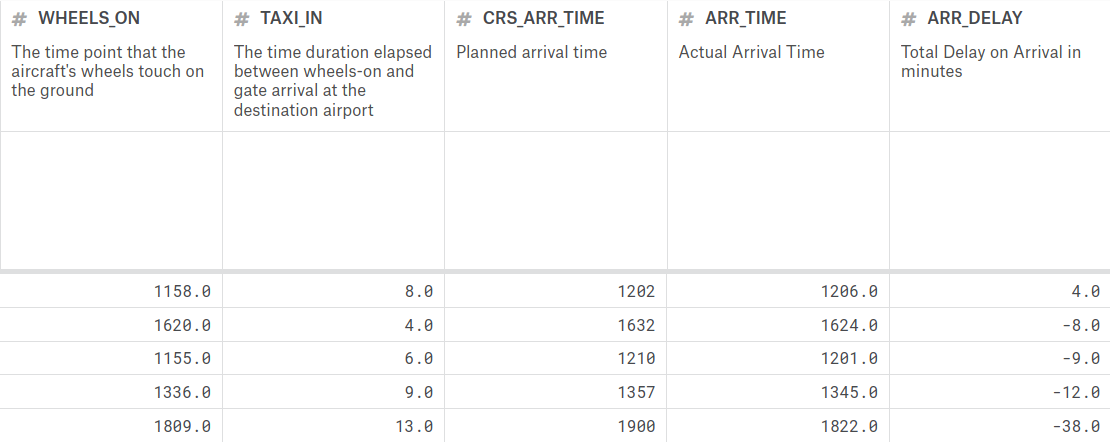 # WHEELS_ON # TAXI_IN # CRS_ARR_TIME # ARR_TIME # ARR_DELAY
The time point that the aircraft's wheels touch on the ground
The time duration elapsed between wheels-on and gate arrival at the destination airport
Planned arrival time
Actual Arrival Time
Total Delay on Arrival in minutes
1158.0 8.0 1202 1206.0 4.0
1620.0 4.0 1632 1624.0 -8.0
1155.0 6.0 1210 1201.0 -9.0
1336.0 9.0 1357 1345.0 -12.0
1809.0 13.0 1900 1822.0 -38.0